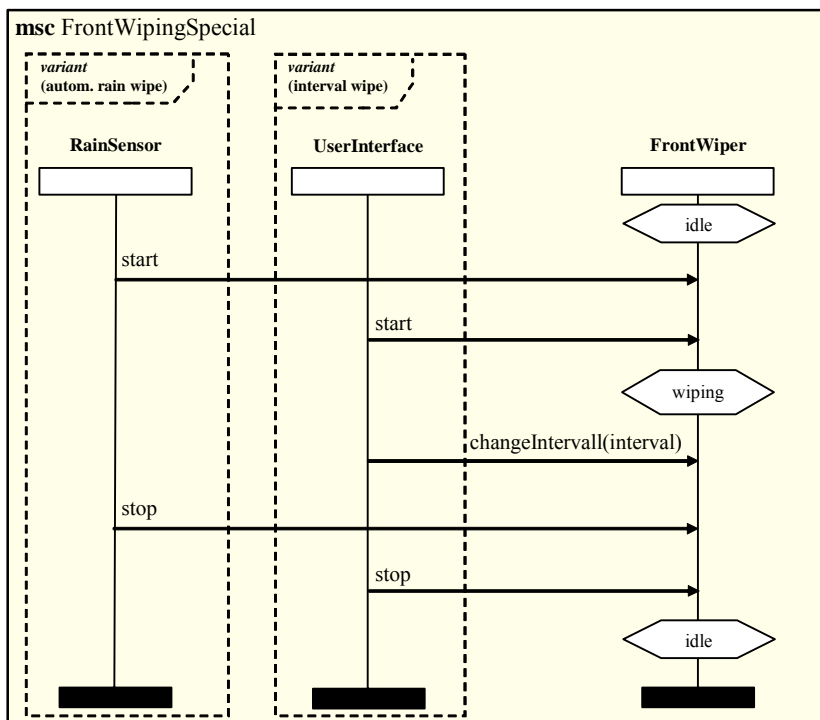 msc FrontWipingSpecial
variant
(autom. rain wipe)
variant
(interval wipe)
RainSensor
UserInterface
FrontWiper
idle
start
start
wiping
changeIntervall(interval)
stop
stop
idle